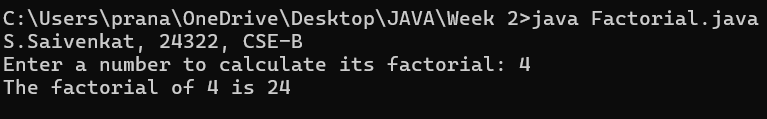 C:\Users\prana\OneDrive\Desktop\JAVA\Week 2>java Factorial.java
S.Saivenkat, 24322, CSE-B
Enter a number to calculate its factorial: 4
The factorial of 4 is 24